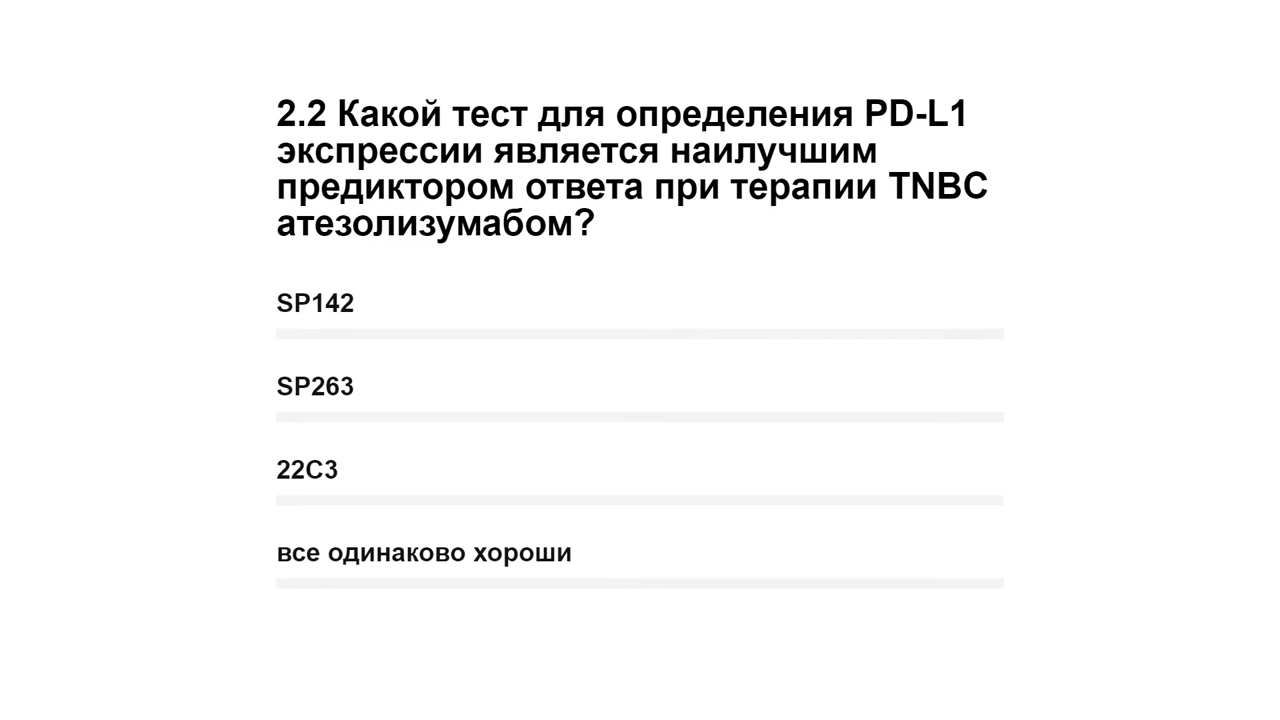 2.2 Какой тест для определения PD-L1
экспрессии является наилучшим
предиктором ответа при терапии TNBC
атезолизумабом?
SP142
SP263
22C3
все одинаково хороши